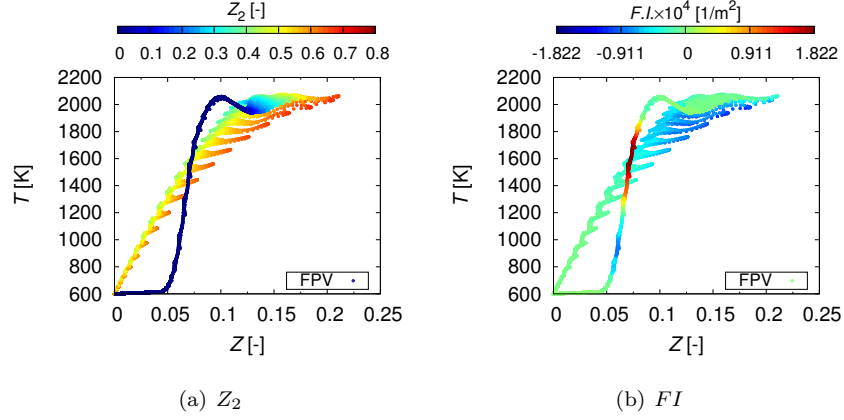 Z₂ [-]
0 0.1 0.2 0.3 0.4 0.5 0.6 0.7 0.8
2200
2000
1800
1600
1400
1200
1000
800
600
T [K]
FPV
0 0.05 0.1 0.15 0.2 0.25
Z [-]
(a) Z₂
F.I.×10⁴ [1/m²]
-1.822 -0.911 0 0.911 1.822
2200
2000
1800
1600
1400
1200
1000
800
600
T [K]
FPV
0 0.05 0.1 0.15 0.2 0.25
Z [-]
(b) FI